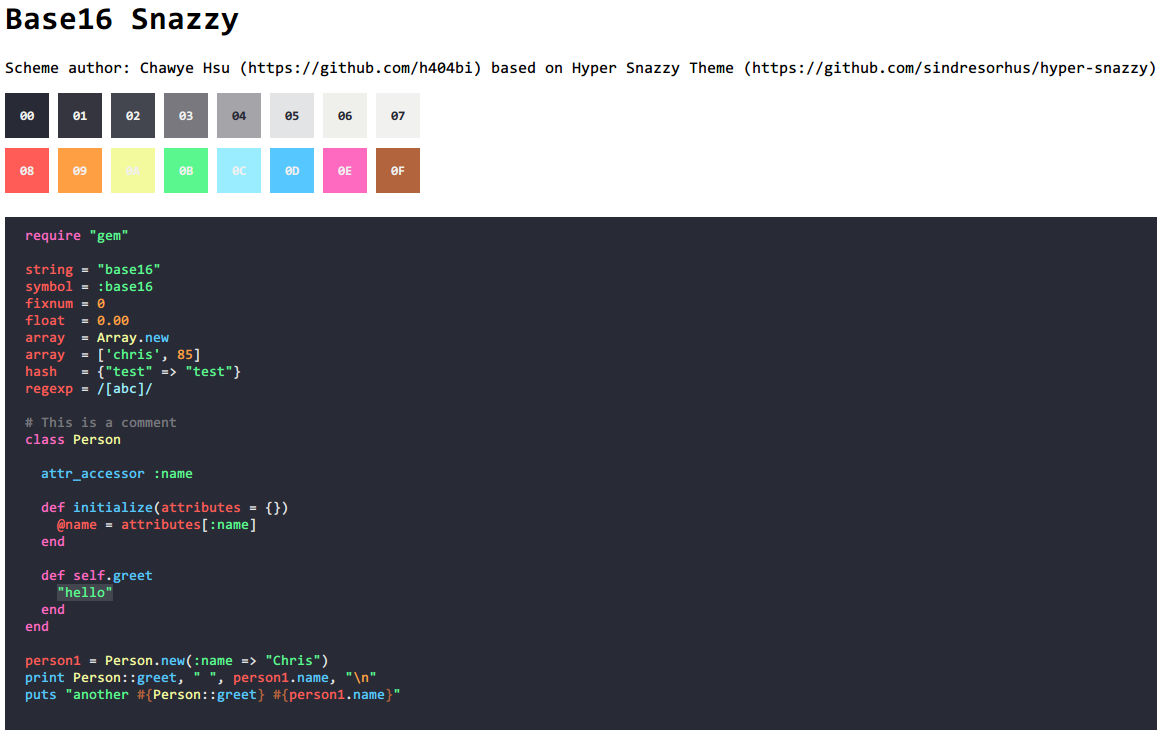 Base16 Snazzy
Scheme author: Chawye Hsu (https://github.com/h404bi) based on Hyper Snazzy Theme (https://github.com/sindresorhus/hyper-snazzy)
00 01 02 03 04 05 06 07
08 09 0A 0B 0C 0D 0E 0F
require "gem"
string = "base16"
symbol = :base16
fixnum = 0
float  = 0.00
array  = Array.new
array  = ['chris', 85]
hash   = {"test" => "test"}
regexp = /[abc]/
# This is a comment
class Person
  attr_accessor :name
  def initialize(attributes = {})
    @name = attributes[:name]
  end
  def self.greet
    "hello"
  end
end
person1 = Person.new(:name => "Chris")
print Person::greet, " ", person1.name, "\n"
puts "another #{Person::greet} #{person1.name}"